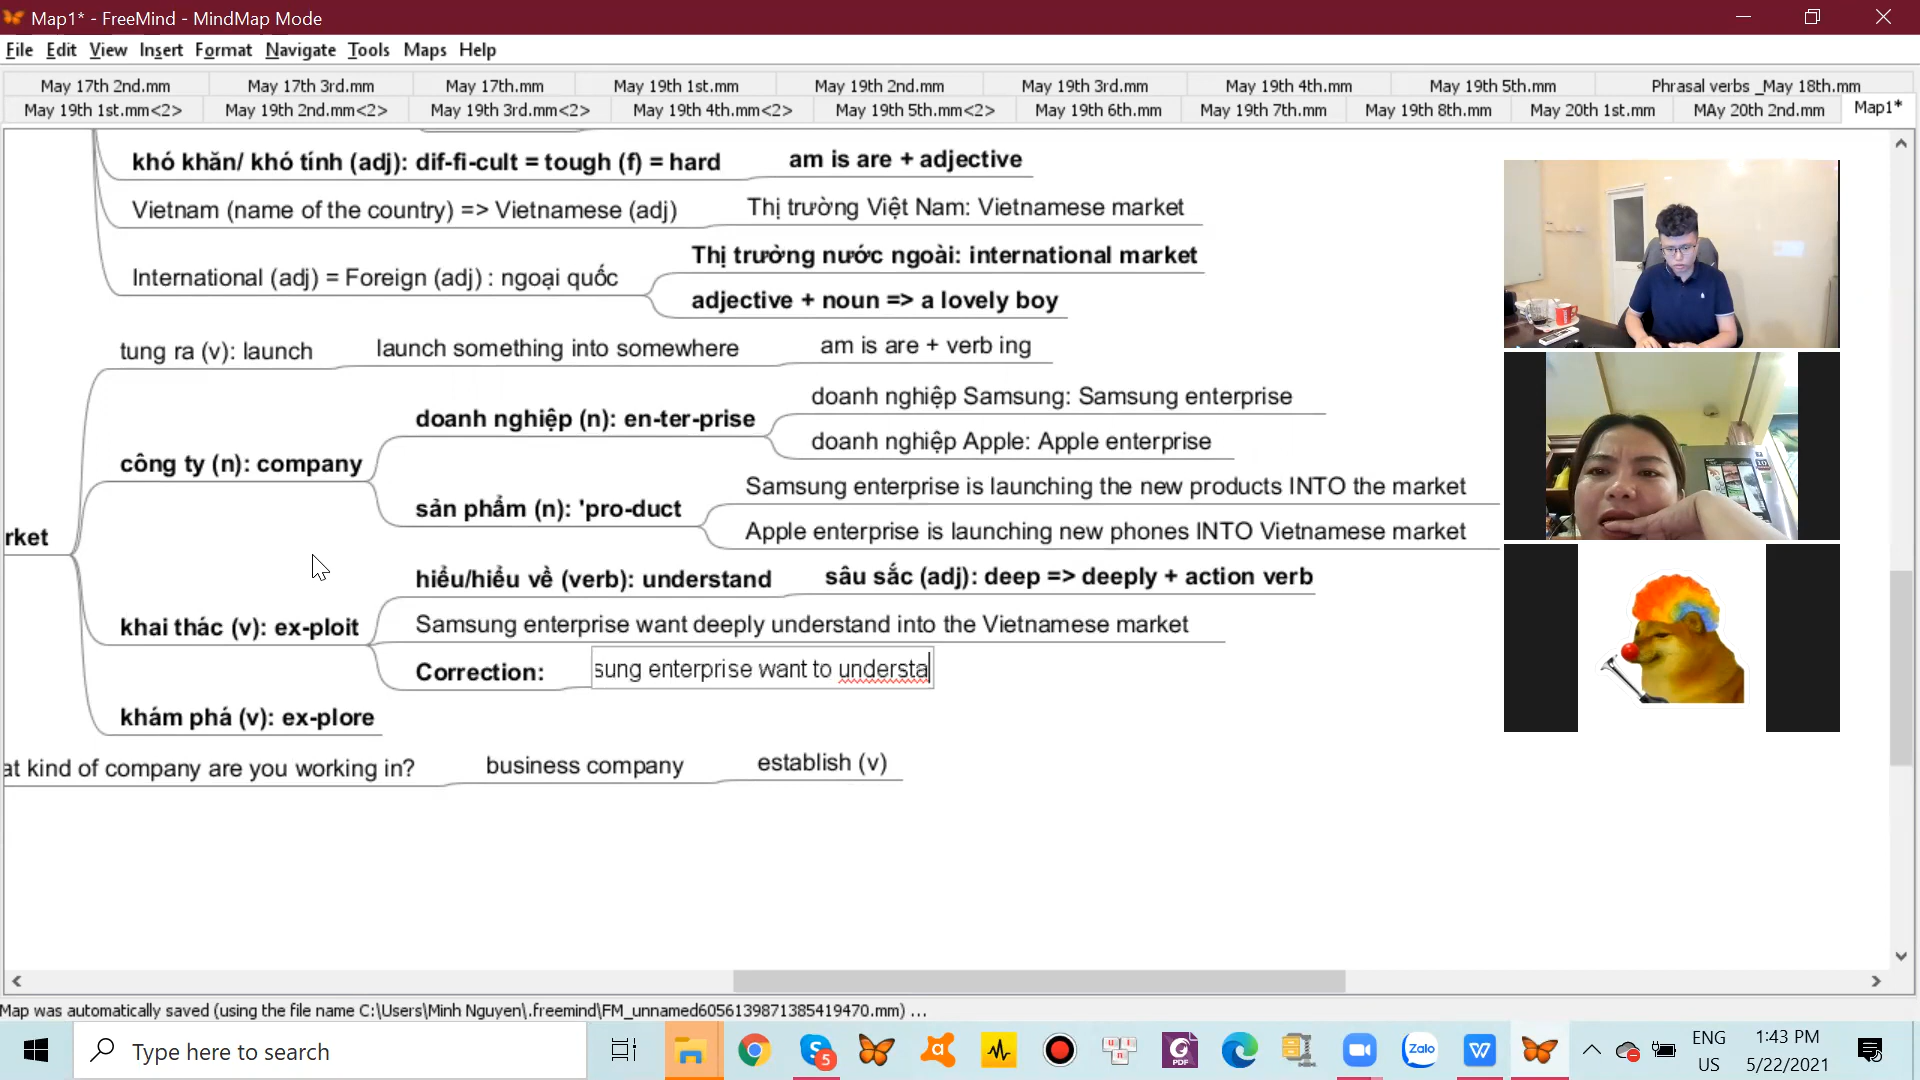 Map1* - FreeMind - MindMap Mode
File Edit View Insert Format Navigate Tools Maps Help
May 17th 2nd.mm May 17th 3rd.mm May 17th.mm May 19th 1st.mm May 19th 2nd.mm May 19th 3rd.mm May 19th 4th.mm May 19th 5th.mm Phrasal verbs _May 18th.mm
May 19th 1st.mm<2> May 19th 2nd.mm<2> May 19th 3rd.mm<2> May 19th 4th.mm<2> May 19th 5th.mm<2> May 19th 6th.mm May 19th 7th.mm May 19th 8th.mm May 20th 1st.mm MAy 20th 2nd.mm Map1*
khó khăn/ khó tính (adj): dif-fi-cult = tough (f) = hard am is are + adjective
Vietnam (name of the country) => Vietnamese (adj) Thị trường Việt Nam: Vietnamese market
Thị trường nước ngoài: international market
International (adj) = Foreign (adj) : ngoại quốc
adjective + noun => a lovely boy
tung ra (v): launch launch something into somewhere am is are + verb ing
doanh nghiệp Samsung: Samsung enterprise
doanh nghiệp (n): en-ter-prise
doanh nghiệp Apple: Apple enterprise
công ty (n): company
Samsung enterprise is launching the new products INTO the market
sản phẩm (n): 'pro-duct
Apple enterprise is launching new phones INTO Vietnamese market
rket
hiểu/hiểu về (verb): understand sâu sắc (adj): deep => deeply + action verb
khai thác (v): ex-ploit Samsung enterprise want deeply understand into the Vietnamese market
Correction: sung enterprise want to understa
khám phá (v): ex-plore
at kind of company are you working in? business company establish (v)
Map was automatically saved (using the file name C:\Users\Minh Nguyen\.freemind\FM_unnamed6056139871385419470.mm) ...
Type here to search
5
PDF
Zalo
ENG
US
1:43 PM
5/22/2021